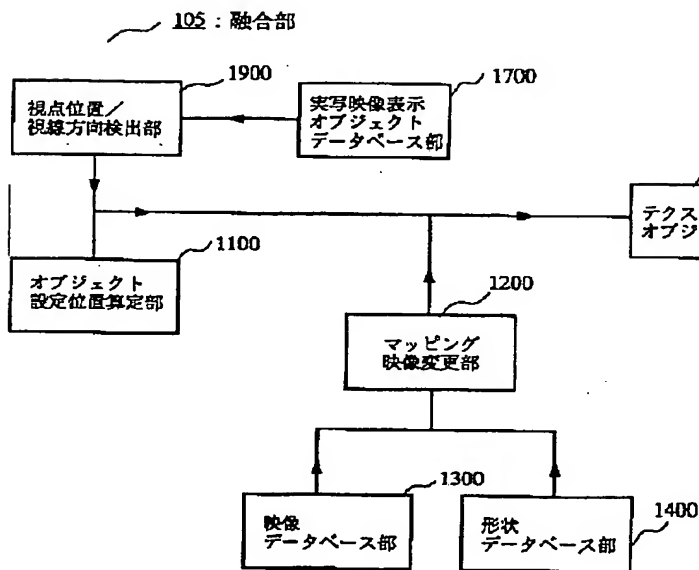 105 : 融合部
1900
視点位置/
視線方向検出部
1700
実写映像表示
オブジェクト
データベース部
テクス
オブジ
1100
オブジェクト
設定位置算定部
1200
マッピング
映像変更部
1300
映像
データベース部
形状
データベース部
1400